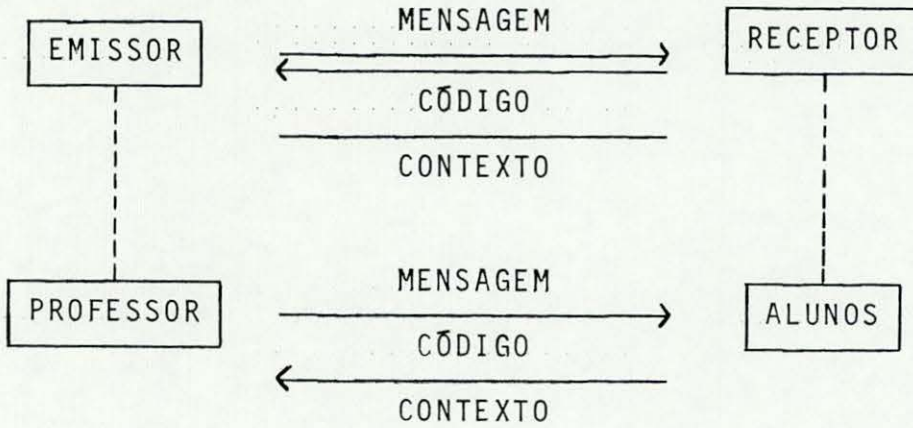 MENSAGEM
EMISSOR
RECEPTOR
CÓDIGO
CONTEXTO
MENSAGEM
PROFESSOR
ALUNOS
CÓDIGO
CONTEXTO